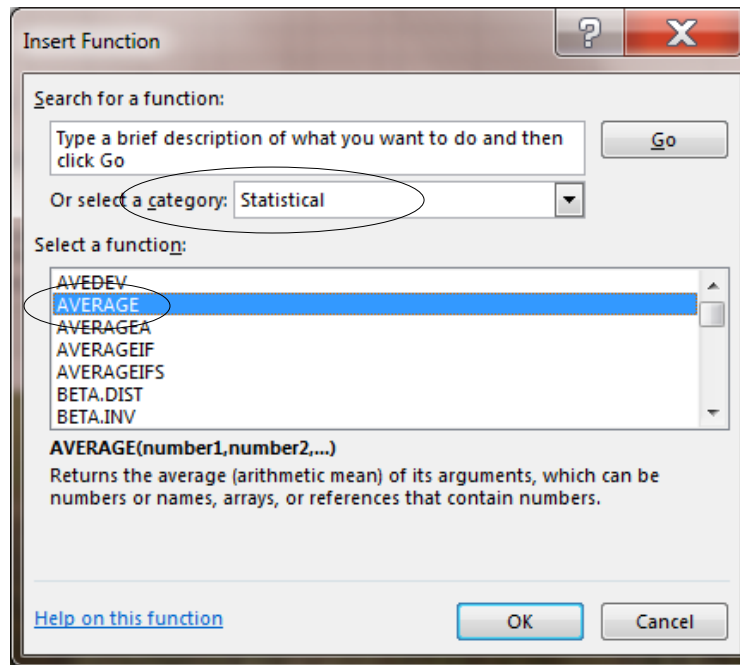 Insert Function
?
X
Search for a function:
Type a brief description of what you want to do and then
click Go
Go
Or select a category: Statistical
Select a function:
AVEDEV
AVERAGE
AVERAGEA
AVERAGEIF
AVERAGEIFS
BETA.DIST
BETA.INV
AVERAGE(number1,number2,...)
Returns the average (arithmetic mean) of its arguments, which can be
numbers or names, arrays, or references that contain numbers.
Help on this function
OK
Cancel